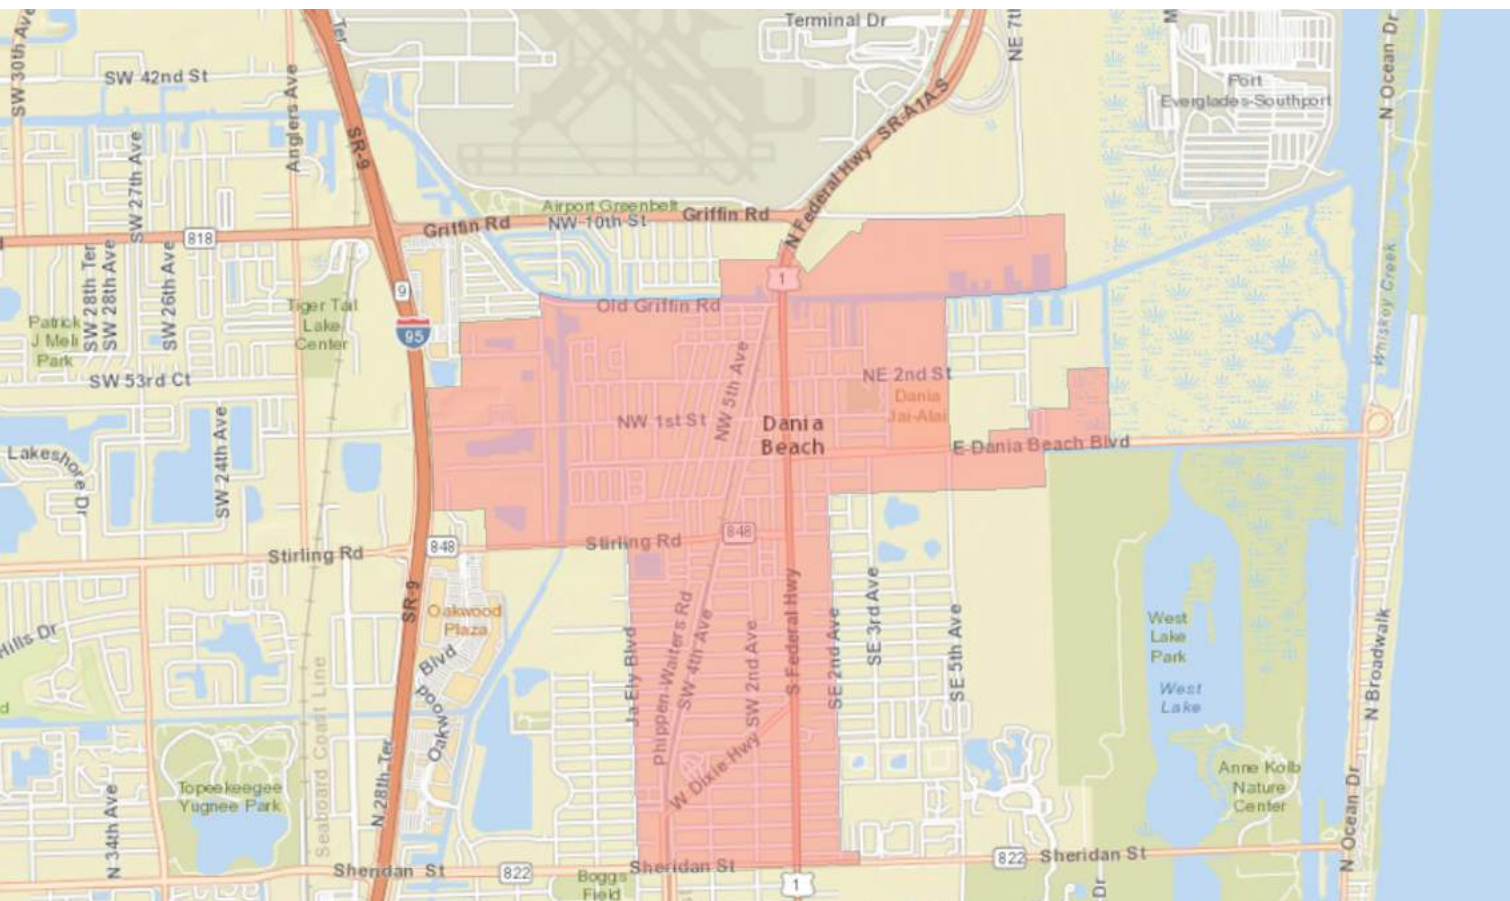 SW 30th Ave
Ter
Terminal Dr
NE 7th
M
N Ocean Dr
SW 42nd St
Anglers Ave
SR-A1A S
Port
Everglades-Southport
SR-9
SW 27th Ave
N Federal Hwy
Airport Greenbelt
Griffin Rd
NW 10th St
Griffin Rd
818
SW 28th Ter
SW 28th Ave
SW 26th Ave
9
1
Whiskey Creek
Tiger Tail
Lake
Center
Old Griffin Rd
Patrick
J Meli
Park
95
SW 53rd Ct
NW 5th Ave
NE 2nd St
Dania
Jai-Alai
NW 1st St
Dania
Beach
E Dania Beach Blvd
Lakeshore Dr
SW 24th Ave
Stirling Rd
848
Stirling Rd
848
SR-9
Oakwood
Plaza
Hills Dr
Oakwood Blvd
Ja Ely Blvd
Phippen-Waiters Rd
SW 4th Ave
SW 2nd Ave
S Federal Hwy
SE 2nd Ave
SE 3rd Ave
SE 5th Ave
West
Lake
Park
West
Lake
N Broadwalk
d
Seaboard Coast Line
W Dixie Hwy
Topeekeegee
Yugnee Park
N 28th Ter
N 34th Ave
Anne Kolb
Nature
Center
N Ocean Dr
Sheridan St
822
Boggs
Field
Sheridan St
1
822
Sheridan St
Dr